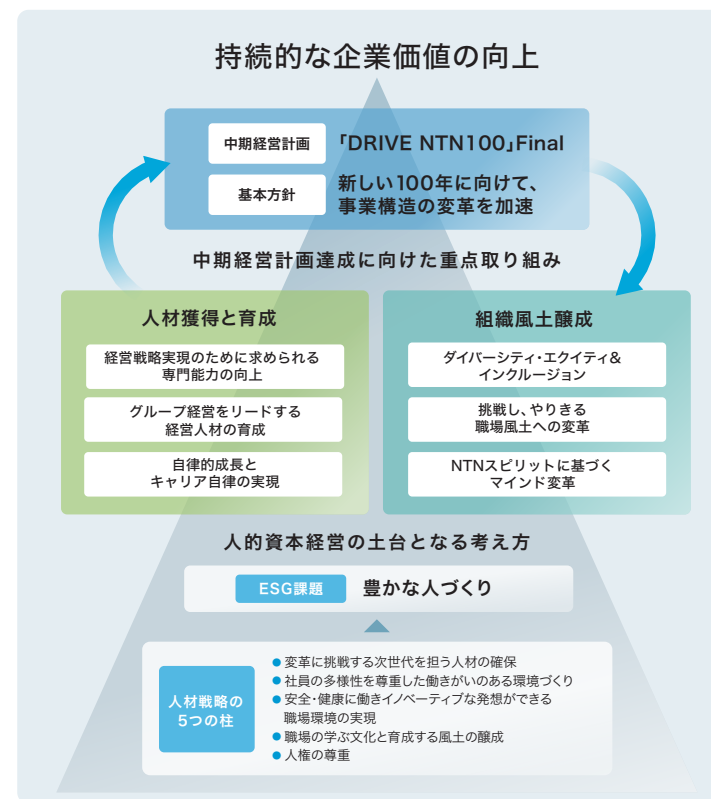 持続的な企業価値の向上
中期経営計画
「DRIVE NTN100」Final
基本方針
新しい100年に向けて、
事業構造の変革を加速
中期経営計画達成に向けた重点取り組み
人材獲得と育成
経営戦略実現のために求められる
専門能力の向上
グループ経営をリードする
経営人材の育成
自律的成長と
キャリア自律の実現
組織風土醸成
ダイバーシティ・エクイティ&
インクルージョン
挑戦し、やりきる
職場風土への変革
NTNスピリットに基づく
マインド変革
人的資本経営の土台となる考え方
ESG課題
豊かな人づくり
人材戦略の
5つの柱
●変革に挑戦する次世代を担う人材の確保
●社員の多様性を尊重した働きがいのある環境づくり
●安全・健康に働きイノベーティブな発想ができる
職場環境の実現
●職場の学ぶ文化と育成する風土の醸成
●人権の尊重